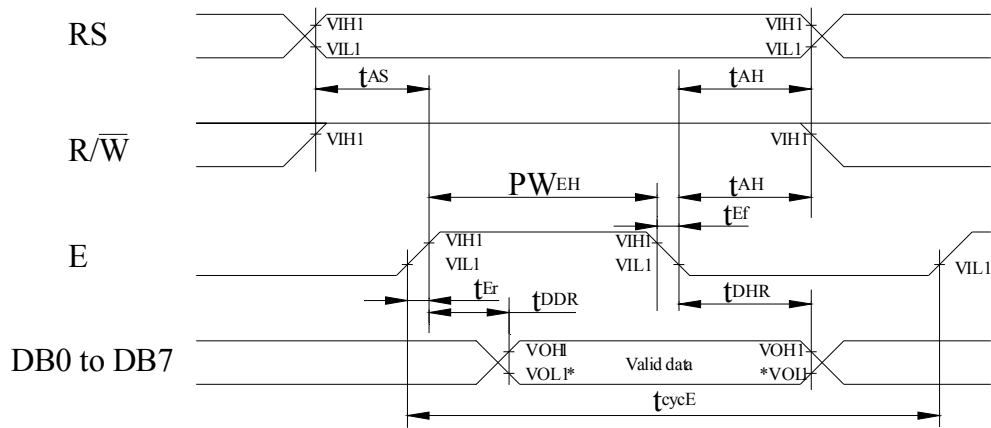 RS VIH1 VIH1
VIL1 VIL1
tAS tAH
R/W̅ VIH1 VIH1
PWEH tAH
tEf
E VIH1 VIH1
VIL1 VIL1 VIL1
tEr tDDR tDHR
DB0 to DB7 VOH1 Valid data VOH1
VOL1* *VOL1
tcycE